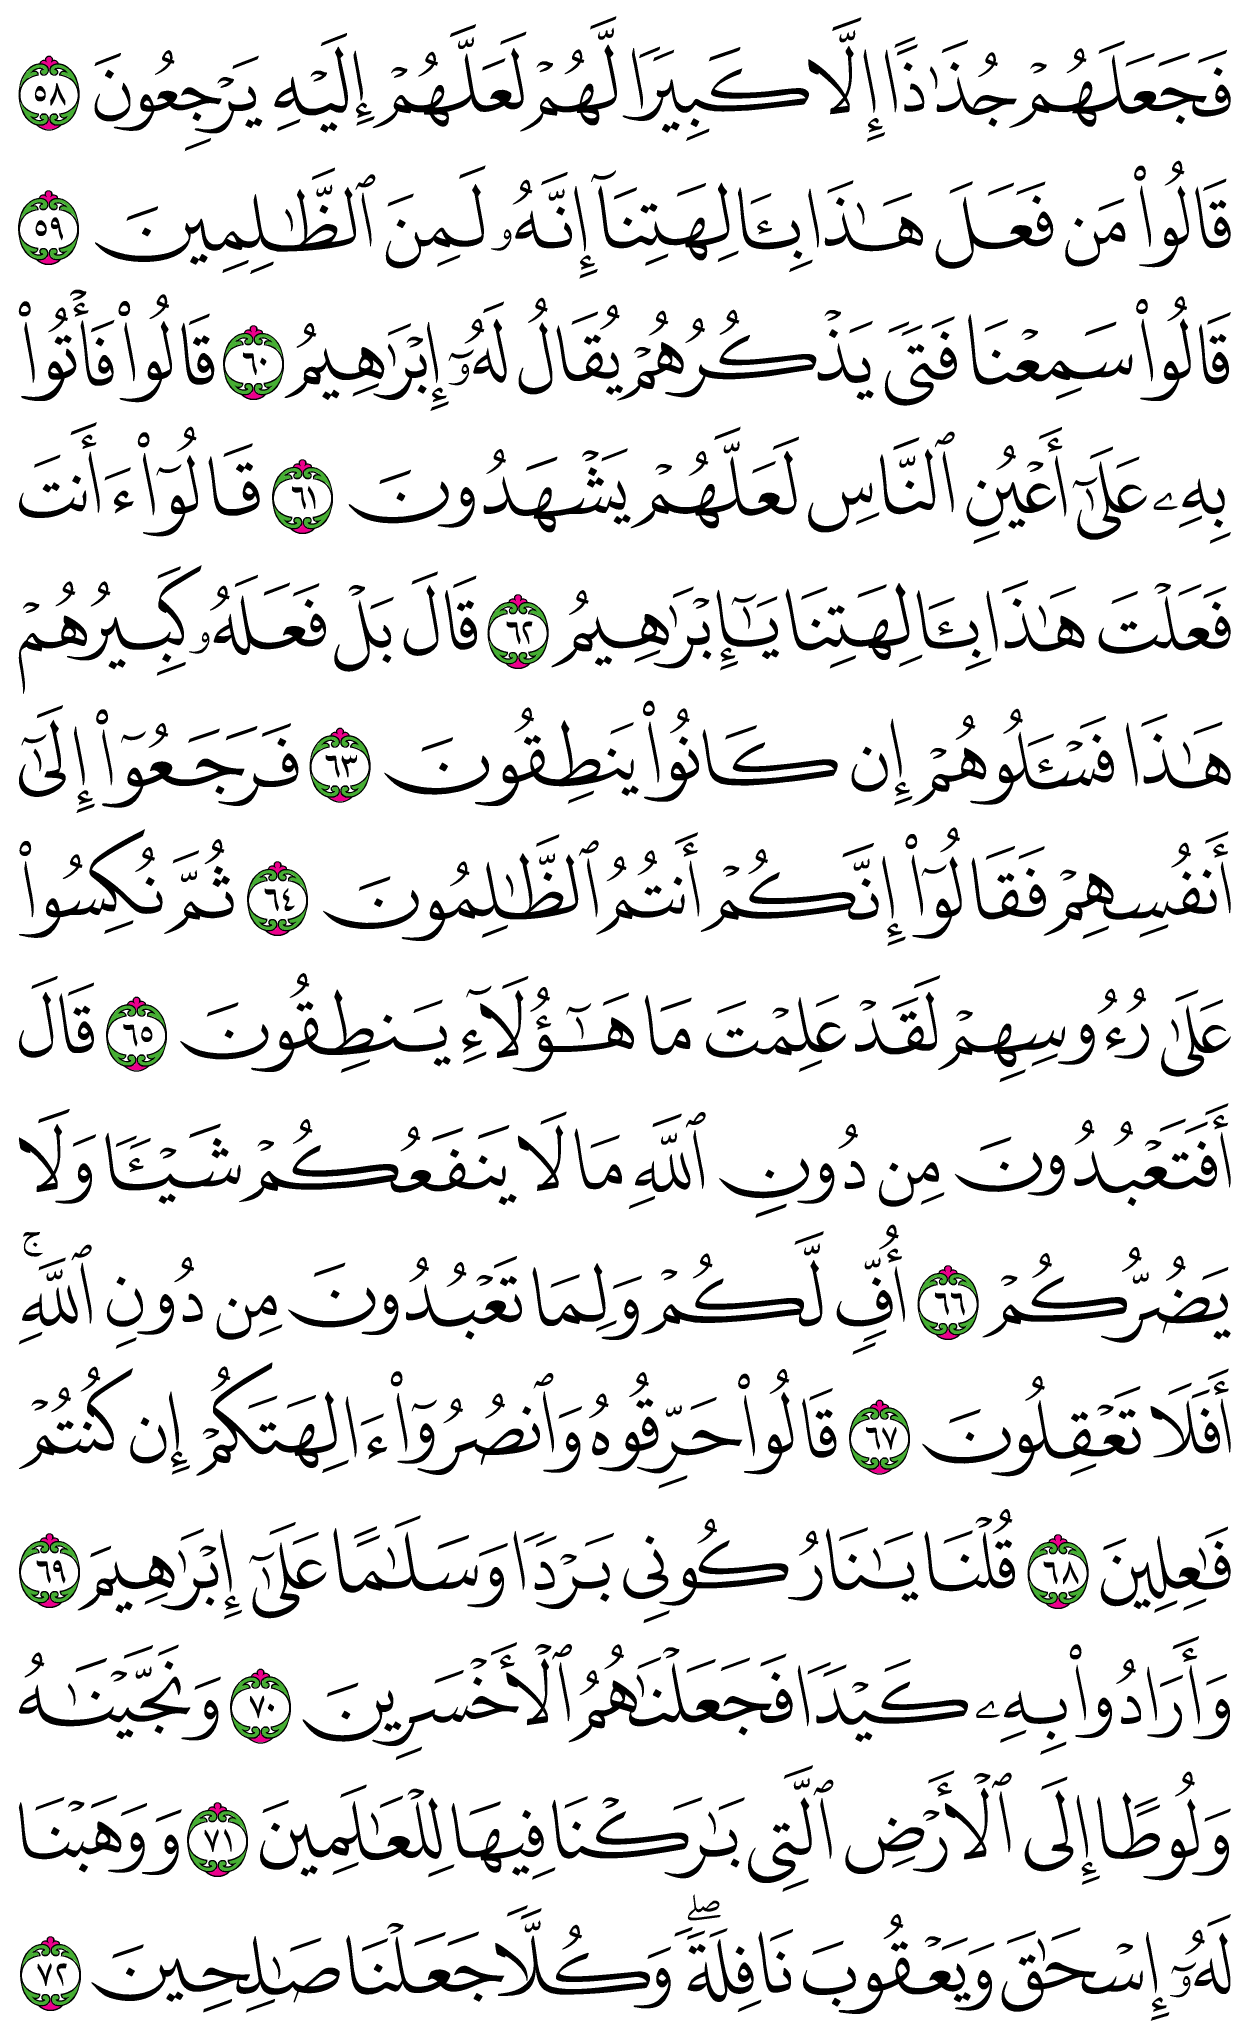 فَجَعَلَهُمْ جُذَٰذًا إِلَّا كَبِيرًا لَّهُمْ لَعَلَّهُمْ إِلَيْهِ يَرْجِعُونَ ٥٨
قَالُوا۟ مَن فَعَلَ هَٰذَا بِـَٔالِهَتِنَآ إِنَّهُۥ لَمِنَ ٱلظَّٰلِمِينَ ٥٩
قَالُوا۟ سَمِعْنَا فَتًى يَذْكُرُهُمْ يُقَالُ لَهُۥٓ إِبْرَٰهِيمُ ٦٠ قَالُوا۟ فَأْتُوا۟
بِهِۦ عَلَىٰٓ أَعْيُنِ ٱلنَّاسِ لَعَلَّهُمْ يَشْهَدُونَ ٦١ قَالُوٓا۟ ءَأَنتَ
فَعَلْتَ هَٰذَا بِـَٔالِهَتِنَا يَٰٓإِبْرَٰهِيمُ ٦٢ قَالَ بَلْ فَعَلَهُۥ كَبِيرُهُمْ
هَٰذَا فَسْـَٔلُوهُمْ إِن كَانُوا۟ يَنطِقُونَ ٦٣ فَرَجَعُوٓا۟ إِلَىٰٓ
أَنفُسِهِمْ فَقَالُوٓا۟ إِنَّكُمْ أَنتُمُ ٱلظَّٰلِمُونَ ٦٤ ثُمَّ نُكِسُوا۟
عَلَىٰ رُءُوسِهِمْ لَقَدْ عَلِمْتَ مَا هَٰٓؤُلَآءِ يَنطِقُونَ ٦٥ قَالَ
أَفَتَعْبُدُونَ مِن دُونِ ٱللَّهِ مَا لَا يَنفَعُكُمْ شَيْـًٔا وَلَا
يَضُرُّكُمْ ٦٦ أُفٍّ لَّكُمْ وَلِمَا تَعْبُدُونَ مِن دُونِ ٱللَّهِ ۚ
أَفَلَا تَعْقِلُونَ ٦٧ قَالُوا۟ حَرِّقُوهُ وَٱنصُرُوٓا۟ ءَالِهَتَكُمْ إِن كُنتُمْ
فَٰعِلِينَ ٦٨ قُلْنَا يَٰنَارُ كُونِى بَرْدًا وَسَلَٰمًا عَلَىٰٓ إِبْرَٰهِيمَ ٦٩
وَأَرَادُوا۟ بِهِۦ كَيْدًا فَجَعَلْنَٰهُمُ ٱلْأَخْسَرِينَ ٧٠ وَنَجَّيْنَٰهُ
وَلُوطًا إِلَى ٱلْأَرْضِ ٱلَّتِى بَٰرَكْنَا فِيهَا لِلْعَٰلَمِينَ ٧١ وَوَهَبْنَا
لَهُۥٓ إِسْحَٰقَ وَيَعْقُوبَ نَافِلَةً ۖ وَكُلًّا جَعَلْنَا صَٰلِحِينَ ٧٢